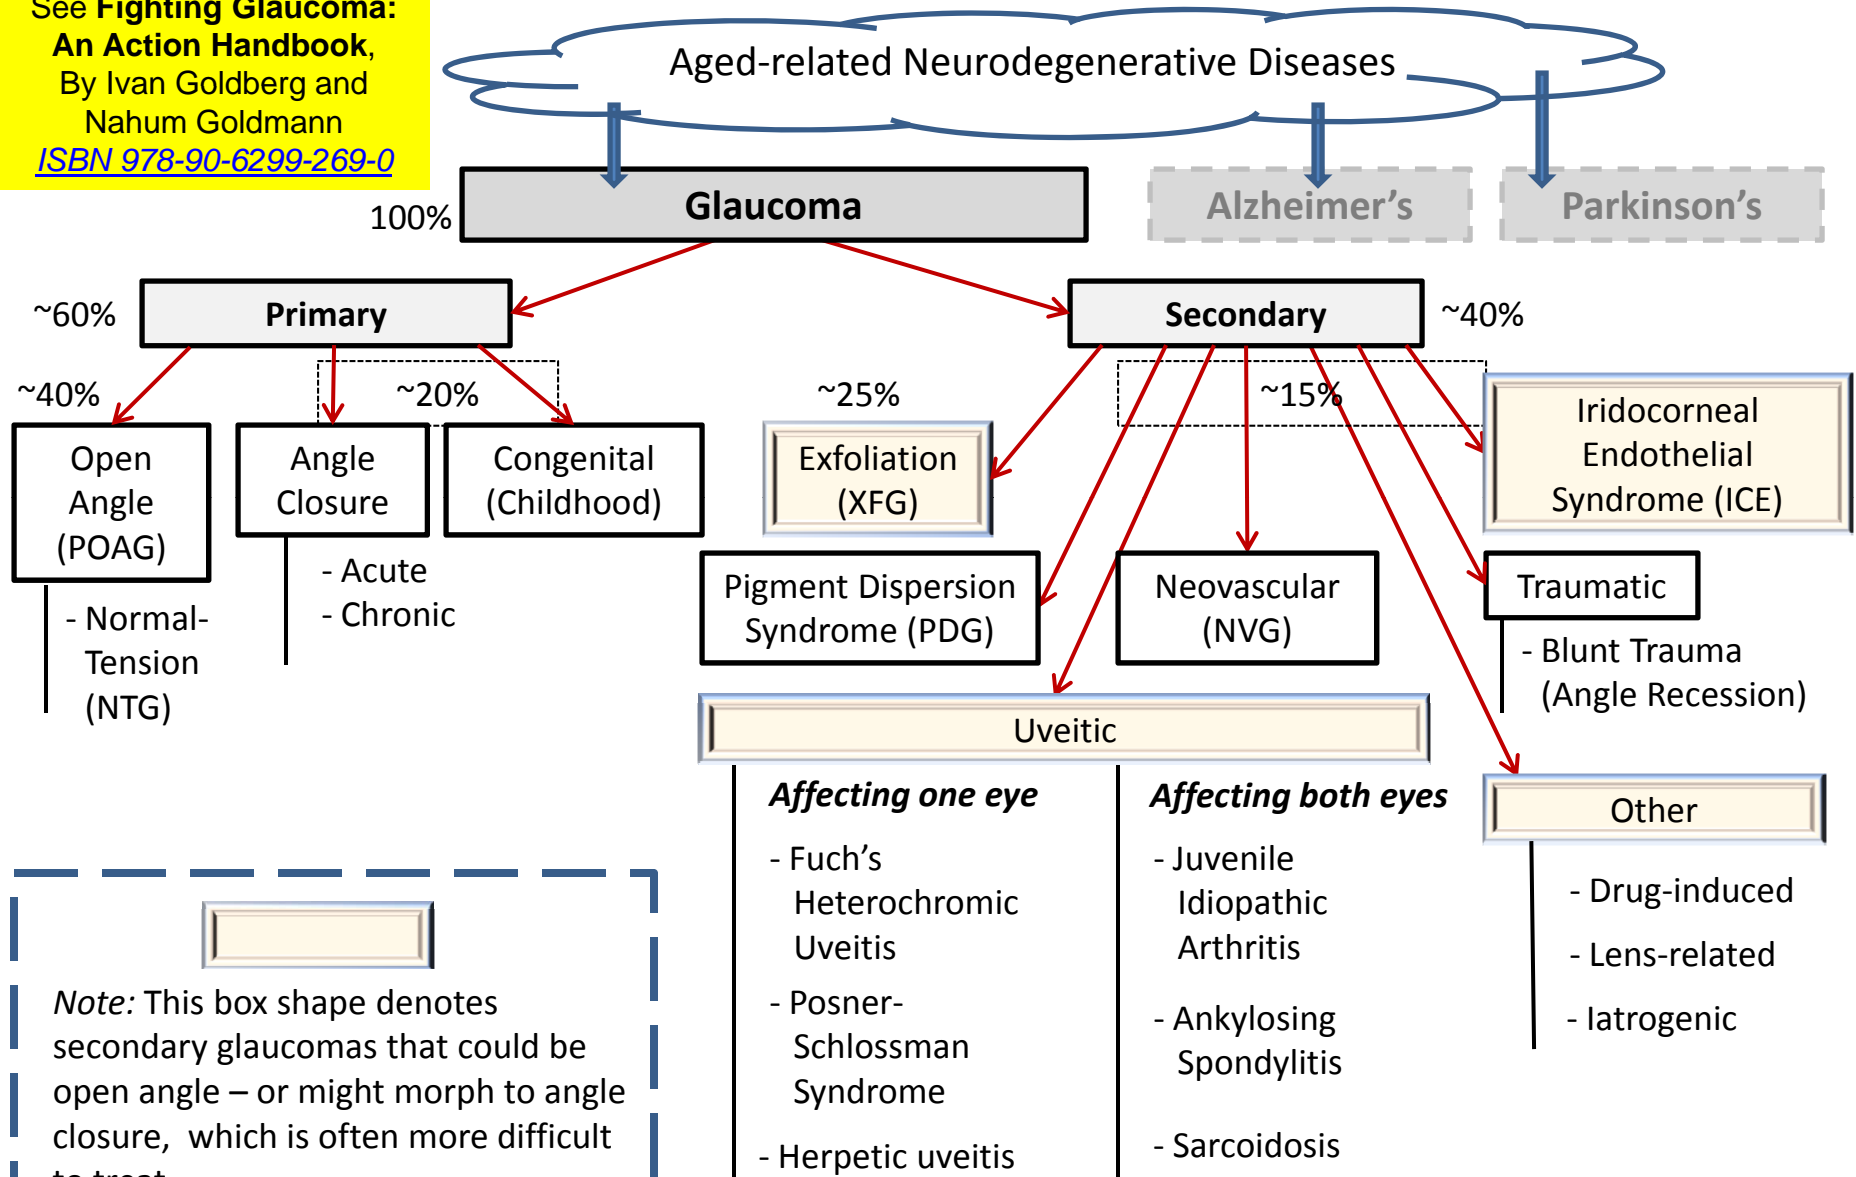 See Fighting Glaucoma:
An Action Handbook,
By Ivan Goldberg and
Nahum Goldmann
ISBN 978-90-6299-269-0
Aged-related Neurodegenerative Diseases
100%
Glaucoma
Alzheimer's
Parkinson's
~60%
Primary
Secondary
~40%
~40%
~20%
~25%
~15%
Open
Angle
(POAG)
- Normal-
Tension
(NTG)
Angle
Closure
- Acute
- Chronic
Congenital
(Childhood)
Exfoliation
(XFG)
Iridocorneal
Endothelial
Syndrome (ICE)
Pigment Dispersion
Syndrome (PDG)
Neovascular
(NVG)
Traumatic
- Blunt Trauma
(Angle Recession)
Uveitic
Affecting one eye
- Fuch's
Heterochromic
Uveitis
- Posner-
Schlossman
Syndrome
- Herpetic uveitis
Affecting both eyes
- Juvenile
Idiopathic
Arthritis
- Ankylosing
Spondylitis
- Sarcoidosis
Other
- Drug-induced
- Lens-related
- Iatrogenic
Note: This box shape denotes
secondary glaucomas that could be
open angle – or might morph to angle
closure, which is often more difficult
to treat